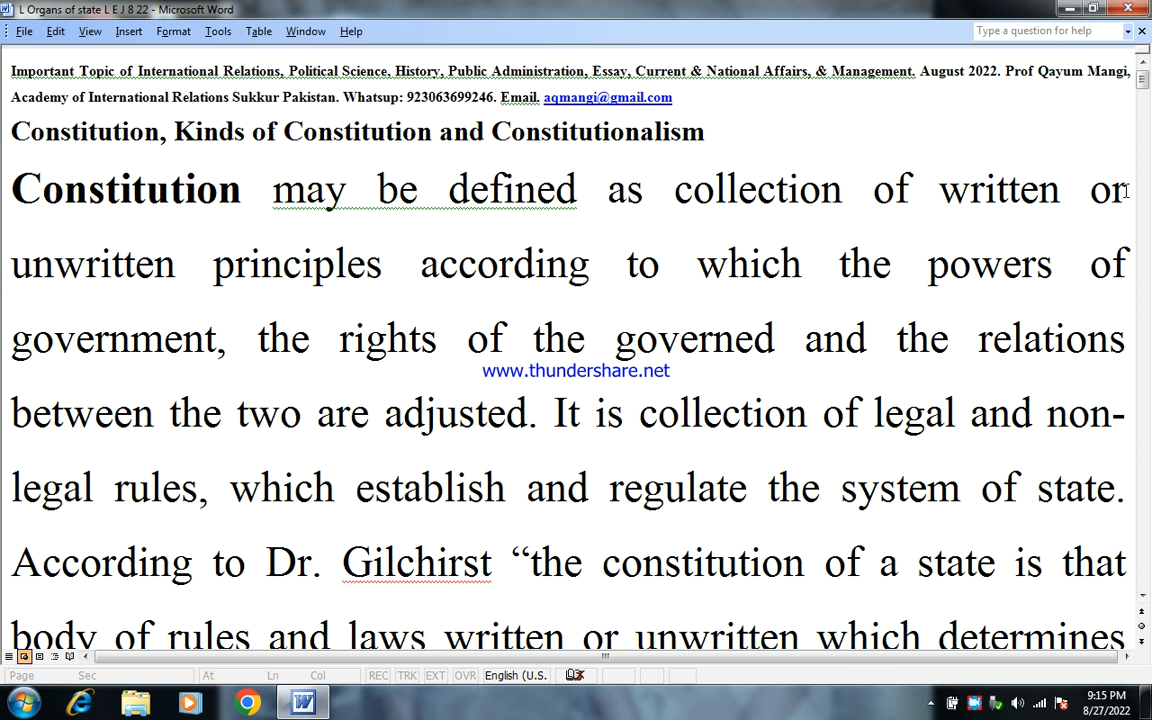 L Organs of state L E J 8 22 - Microsoft Word
File Edit View Insert Format Tools Table Window Help Type a question for help
Important Topic of International Relations, Political Science, History, Public Administration, Essay, Current & National Affairs, & Management. August 2022. Prof Qayum Mangi,
Academy of International Relations Sukkur Pakistan. Whatsup: 923063699246. Email. aqmangi@gmail.com
Constitution, Kinds of Constitution and Constitutionalism
Constitution may be defined as collection of written or
unwritten principles according to which the powers of
government, the rights of the governed and the relations
www.thundershare.net
between the two are adjusted. It is collection of legal and non-
legal rules, which establish and regulate the system of state.
According to Dr. Gilchirst “the constitution of a state is that
body of rules and laws written or unwritten which determines
Page Sec At Ln Col REC TRK EXT OVR English (U.S.
9:15 PM
8/27/2022